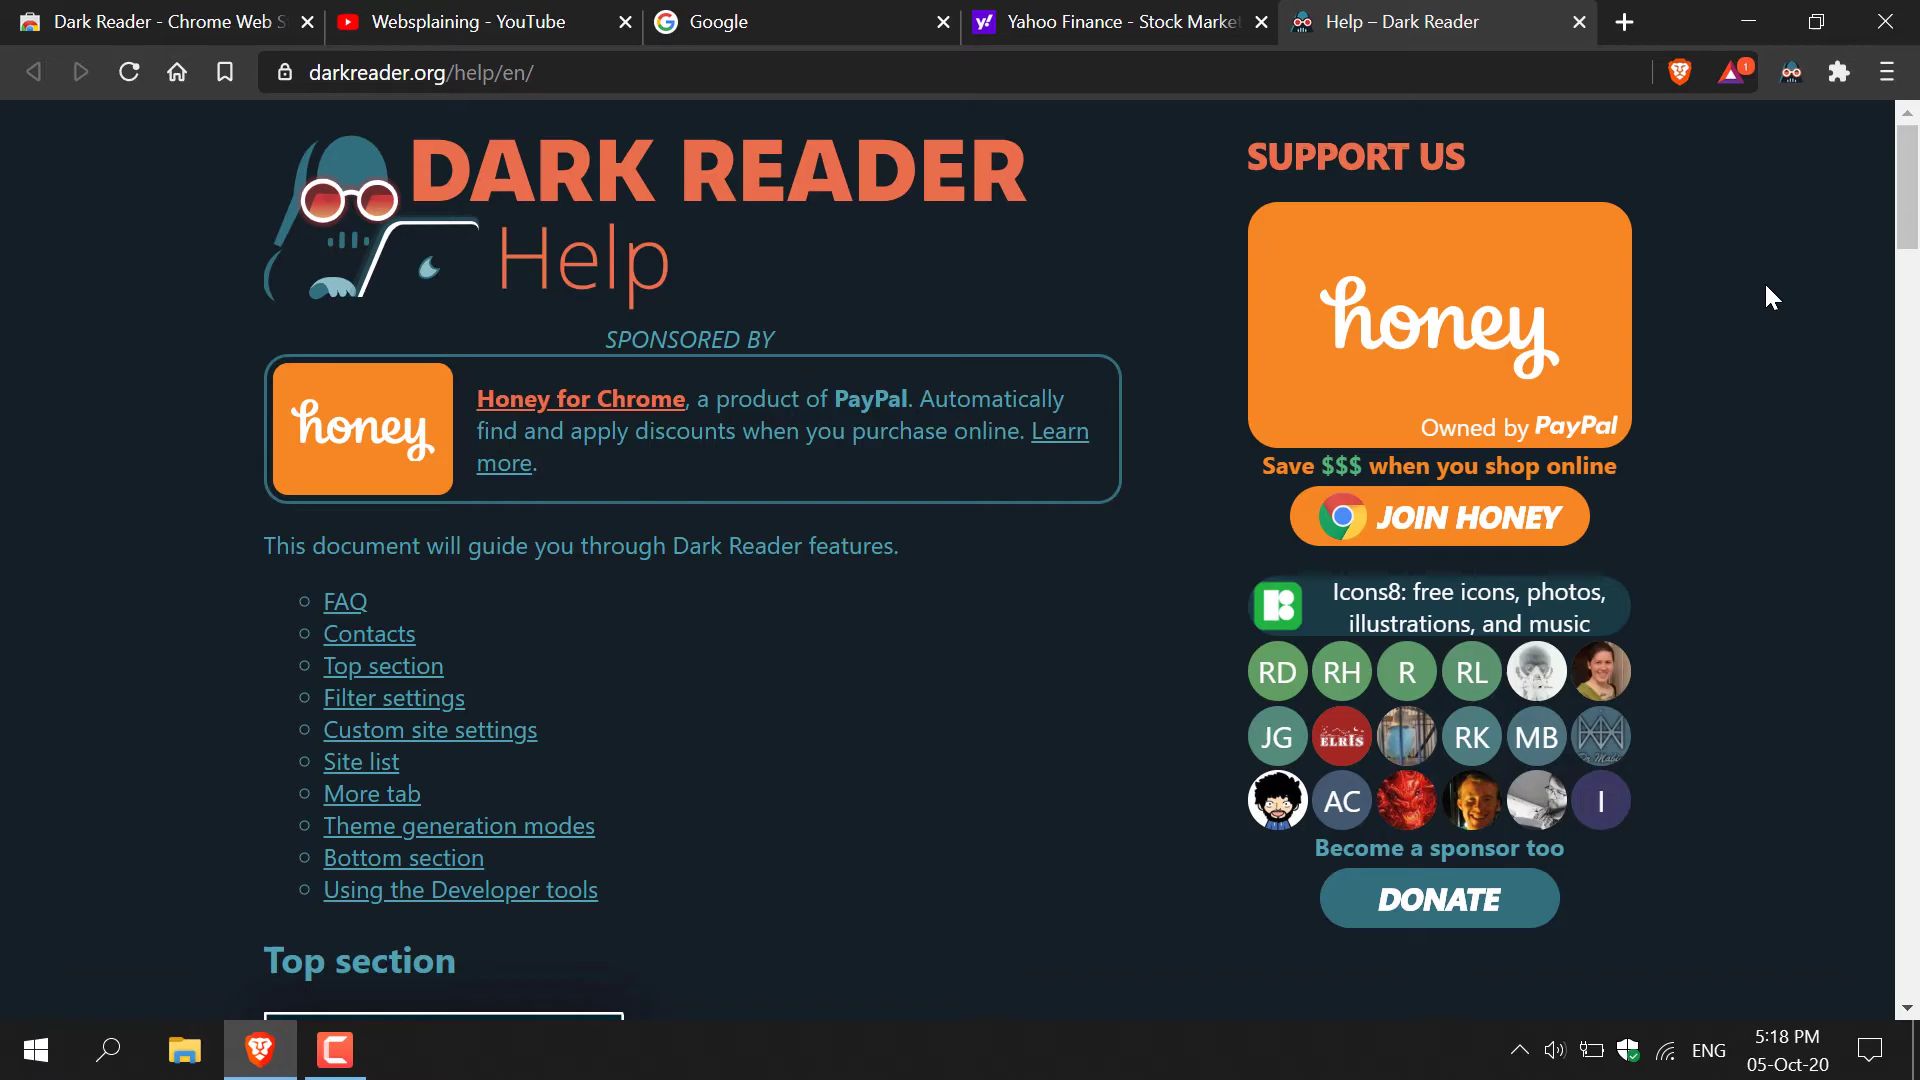 Dark Reader - Chrome Web S
Websplaining - YouTube
Google
Yahoo Finance - Stock Market
Help – Dark Reader
darkreader.org/help/en/
1
DARK READER
Help
SPONSORED BY
honey
Honey for Chrome, a product of PayPal. Automatically
find and apply discounts when you purchase online. Learn
more.
This document will guide you through Dark Reader features.
FAQ
Contacts
Top section
Filter settings
Custom site settings
Site list
More tab
Theme generation modes
Bottom section
Using the Developer tools
Top section
SUPPORT US
honey
Owned by PayPal
Save $$$ when you shop online
JOIN HONEY
Icons8: free icons, photos,
illustrations, and music
RD RH R RL
JG ELRIS RK MB
AC I
Become a sponsor too
DONATE
ENG
5:18 PM
05-Oct-20